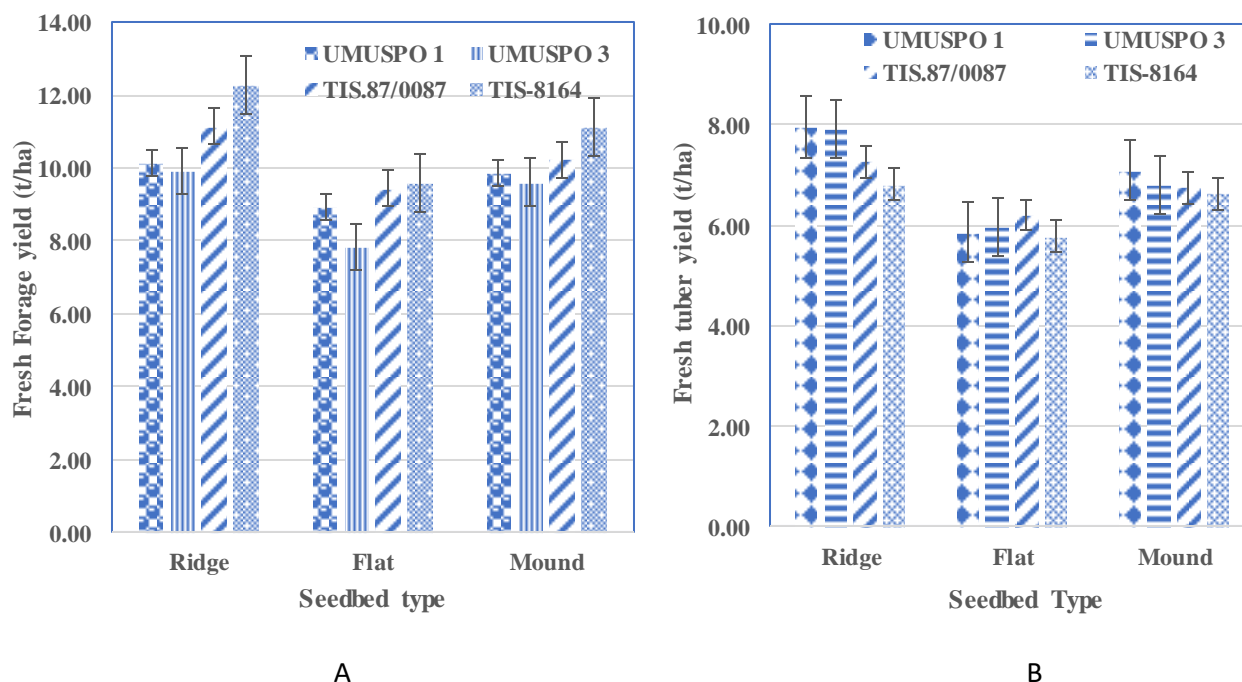 14.00
12.00
10.00
8.00
6.00
4.00
2.00
0.00
Fresh Forage yield (t/ha)
UMUSPO 1 UMUSPO 3
TIS.87/0087 TIS-8164
Ridge Flat Mound
Seedbed type
A
10.00
8.00
6.00
4.00
2.00
0.00
Fresh tuber yield (t/ha)
UMUSPO 1 UMUSPO 3
TIS.87/0087 TIS-8164
Ridge Flat Mound
Seedbed Type
B